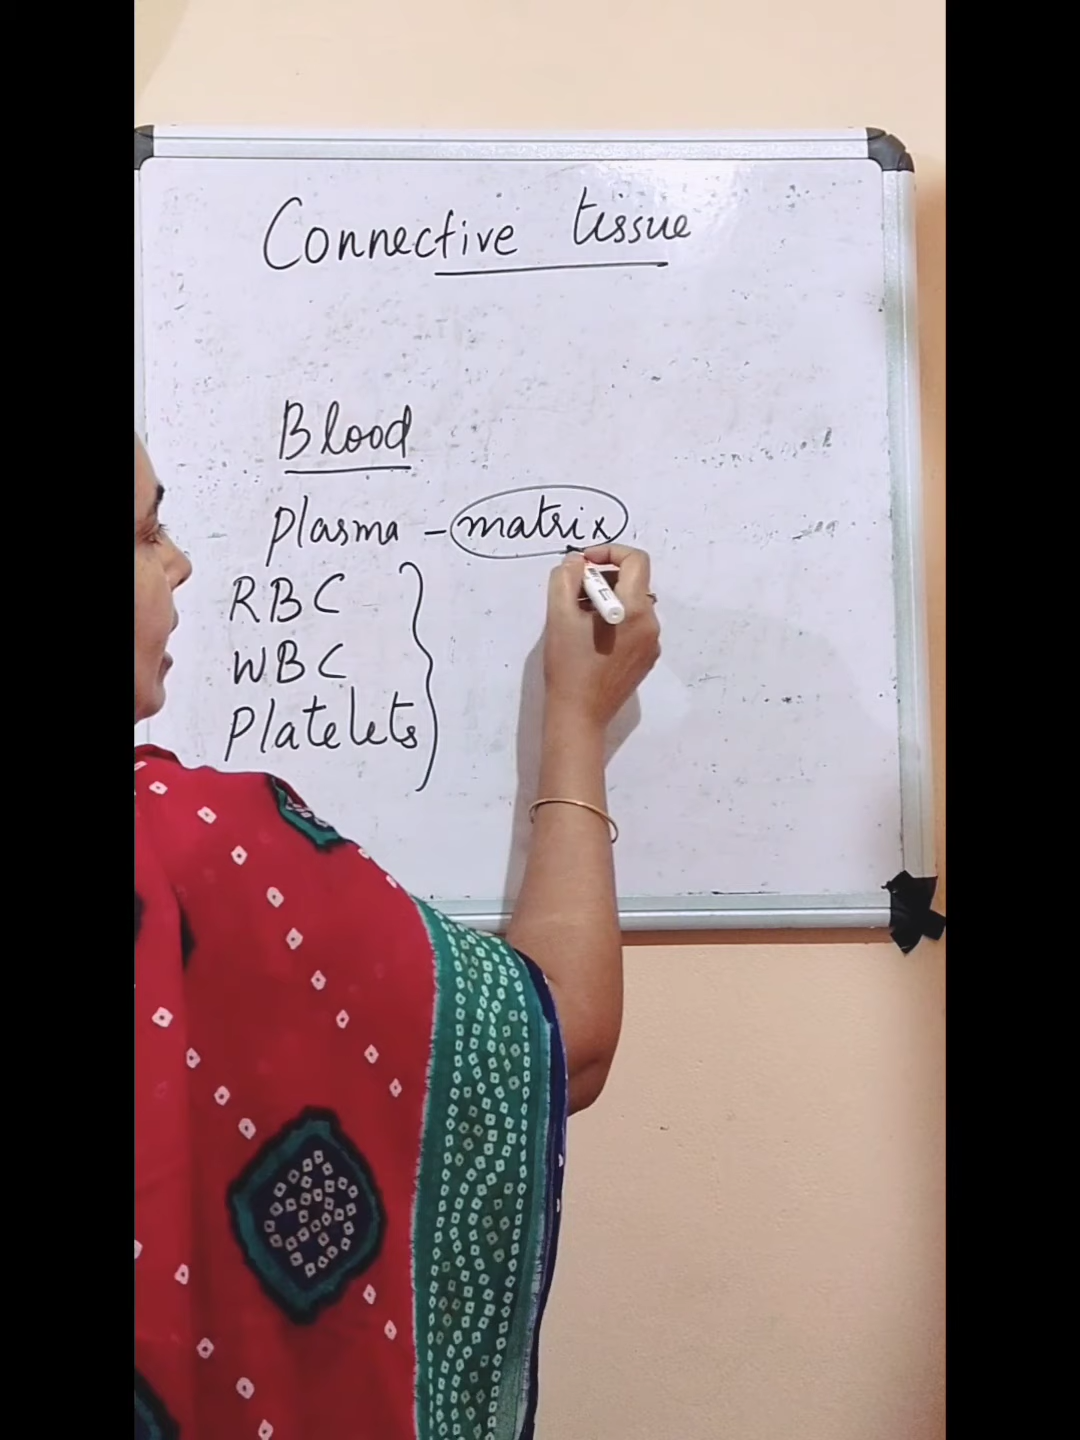 Connective tissue
Blood
Plasma - matrix
RBC
WBC
Platelets